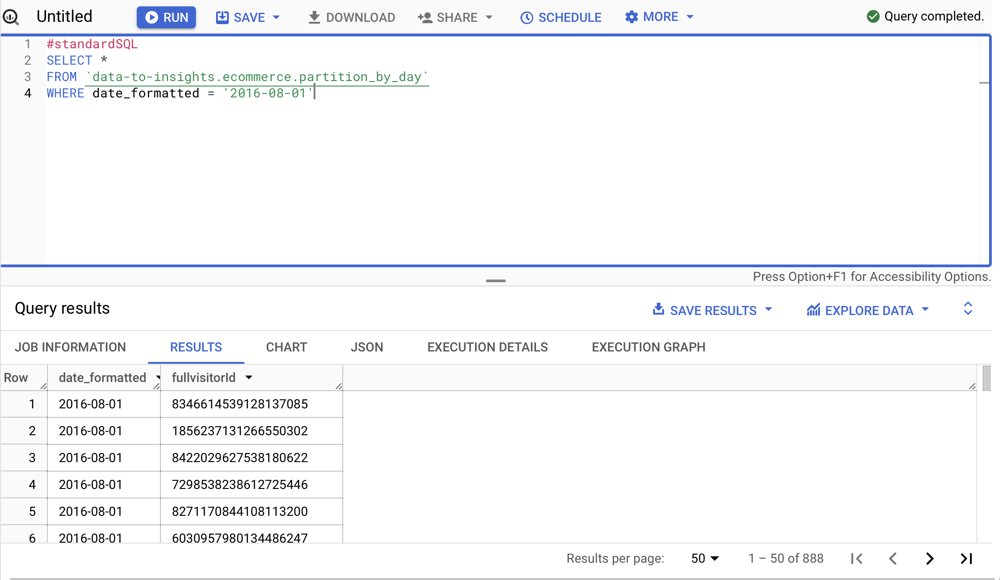 Untitled RUN SAVE DOWNLOAD SHARE SCHEDULE MORE Query completed.
1 #standardSQL
2 SELECT *
3 FROM `data-to-insights.ecommerce.partition_by_day`
4 WHERE date_formatted = '2016-08-01'
Press Option+F1 for Accessibility Options.
Query results SAVE RESULTS EXPLORE DATA
JOB INFORMATION RESULTS CHART JSON EXECUTION DETAILS EXECUTION GRAPH
Row date_formatted fullvisitorId
1 2016-08-01 8346614539128137085
2 2016-08-01 1856237131266550302
3 2016-08-01 8422029627538180622
4 2016-08-01 7298538238612725446
5 2016-08-01 8271170844108113200
6 2016-08-01 6030957980134486247
Results per page: 50 1 – 50 of 888